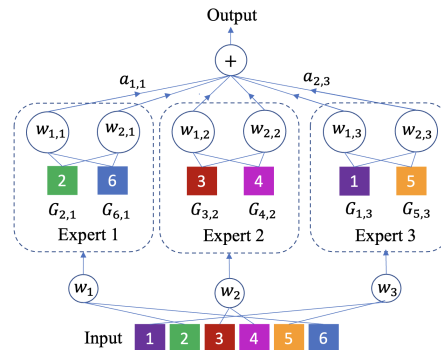 Output
+
a1,1 a2,3
w1,1 w2,1 w1,2 w2,2 w1,3 w2,3
2 6 3 4 1 5
G2,1 G6,1 G3,2 G4,2 G1,3 G5,3
Expert 1 Expert 2 Expert 3
w1 w2 w3
Input 1 2 3 4 5 6